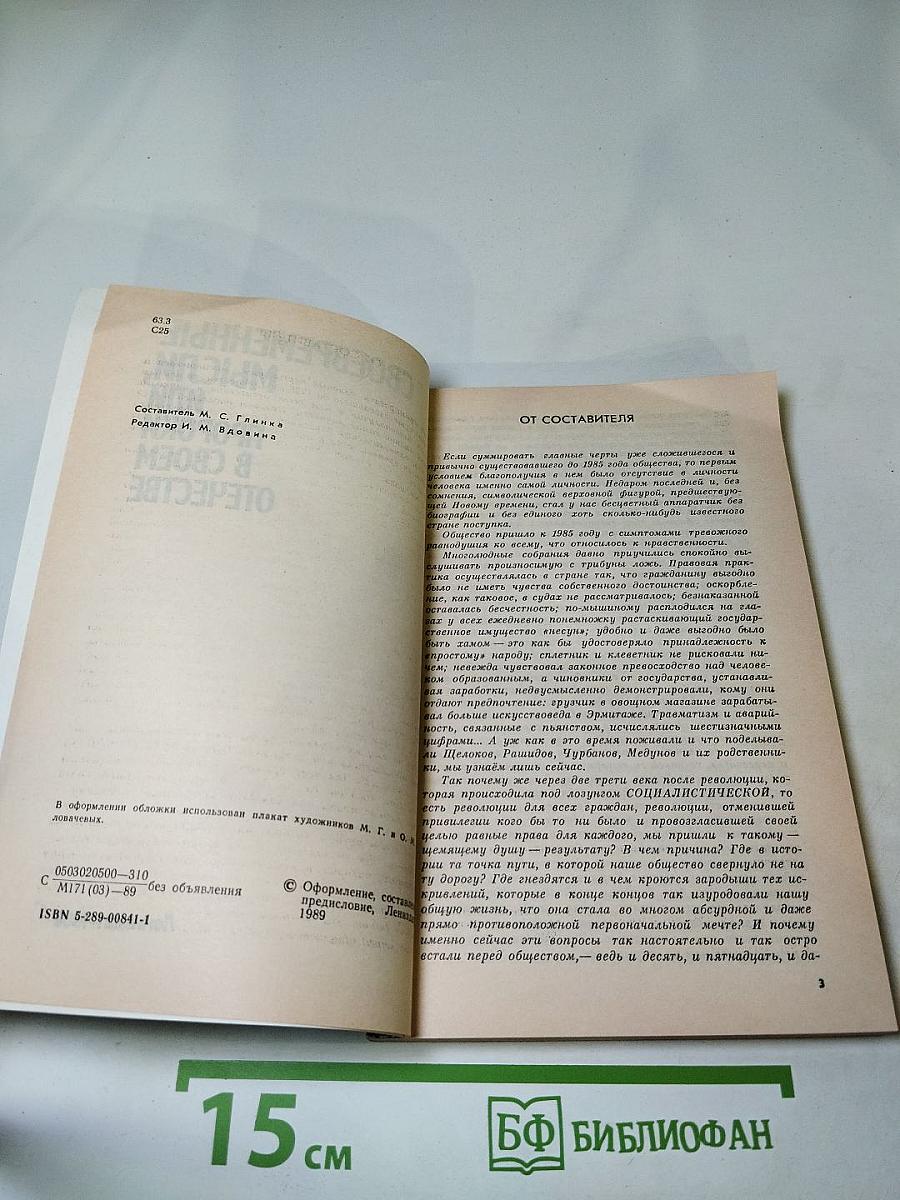 63.3
С25
Составитель М. С. Глинка
Редактор И. М. Вдовина
В оформлении обложки использован плакат художников М. Г. и О. И.
ловачевых.
С 0503020500—310
М171(03)—89 без объявления
ISBN 5-289-00841-1
© Оформление, составле
предисловие, Лениз
1989
ОТ СОСТАВИТЕЛЯ
Если суммировать главные черты уже сложившегося и
привычно существовавшего до 1985 года общества, то первым
условием благополучия в нем было отсутствие в личности
человека именно самой личности. Недаром последней и, без
сомнения, символической верховной фигурой, предшествую-
щей Новому времени, стал у нас бесцветный аппаратчик без
биографии и без единого хоть сколько-нибудь известного
стране поступка.
Общество пришло к 1985 году с симптомами тревожного
равнодушия ко всему, что относилось к нравственности.
Многолюдные собрания давно приучились спокойно вы-
слушивать произносимую с трибуны ложь. Правовая прак-
тика осуществлялась в стране так, что гражданину выгодно
было не иметь чувства собственного достоинства; оскорбле-
ние, как таковое, в судах не рассматривалось; безнаказанной
оставалась бесчестность; по-мышиному расплодился на гла-
зах у всех ежедневно понемножку растаскивающий государ-
ственное имущество «несун»; удобно и даже выгодно было
быть хамом — это как бы удостоверяло принадлежность к
«простому» народу; сплетник и клеветник не рисковали ни-
чем; невежда чувствовал законное превосходство над челове-
ком образованным, а чиновники от государства, устанавли-
вая заработки, недвусмысленно демонстрировали, кому они
отдают предпочтение: грузчик в овощном магазине зарабаты-
вал больше искусствоведа в Эрмитаже. Травматизм и аварий-
ность, связанные с пьянством, исчислялись шестизначными
цифрами... А уж как в это время поживали и что поделыва-
ли Щелоков, Рашидов, Чурбанов, Медунов и их родственни-
ки, мы узнаём лишь сейчас.
Так почему же через две трети века после революции, ко-
торая происходила под лозунгом СОЦИАЛИСТИЧЕСКОЙ, то
есть революции для всех граждан, революции, отменившей
привилегии кого бы то ни было и провозгласившей своей
целью равные права для каждого, мы пришли к такому —
щемящему душу — результату? В чем причина? Где в исто-
рии та точка пути, в которой наше общество свернуло не на
ту дорогу? Где гнездятся и в чем кроются зародыши тех ис-
кривлений, которые в конце концов так изуродовали нашу
общую жизнь, что она стала во многом абсурдной и даже
прямо противоположной первоначальной мечте? И почему
именно сейчас эти вопросы так настоятельно и так остро
встали перед обществом,— ведь и десять, и пятнадцать, и да-
3
15 см
БФ БИБЛИОФАН